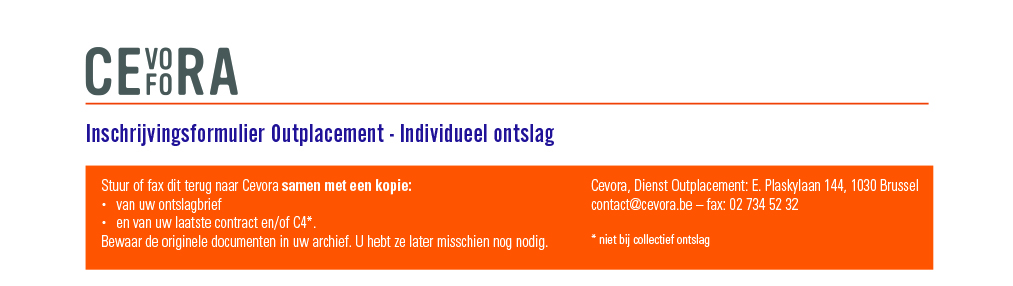 CEVOFORA
Inschrijvingsformulier Outplacement - Individueel ontslag
Stuur of fax dit terug naar Cevora samen met een kopie:
• van uw ontslagbrief
• en van uw laatste contract en/of C4*.
Bewaar de originele documenten in uw archief. U hebt ze later misschien nog nodig.
Cevora, Dienst Outplacement: E. Plaskylaan 144, 1030 Brussel
contact@cevora.be – fax: 02 734 52 32
* niet bij collectief ontslag